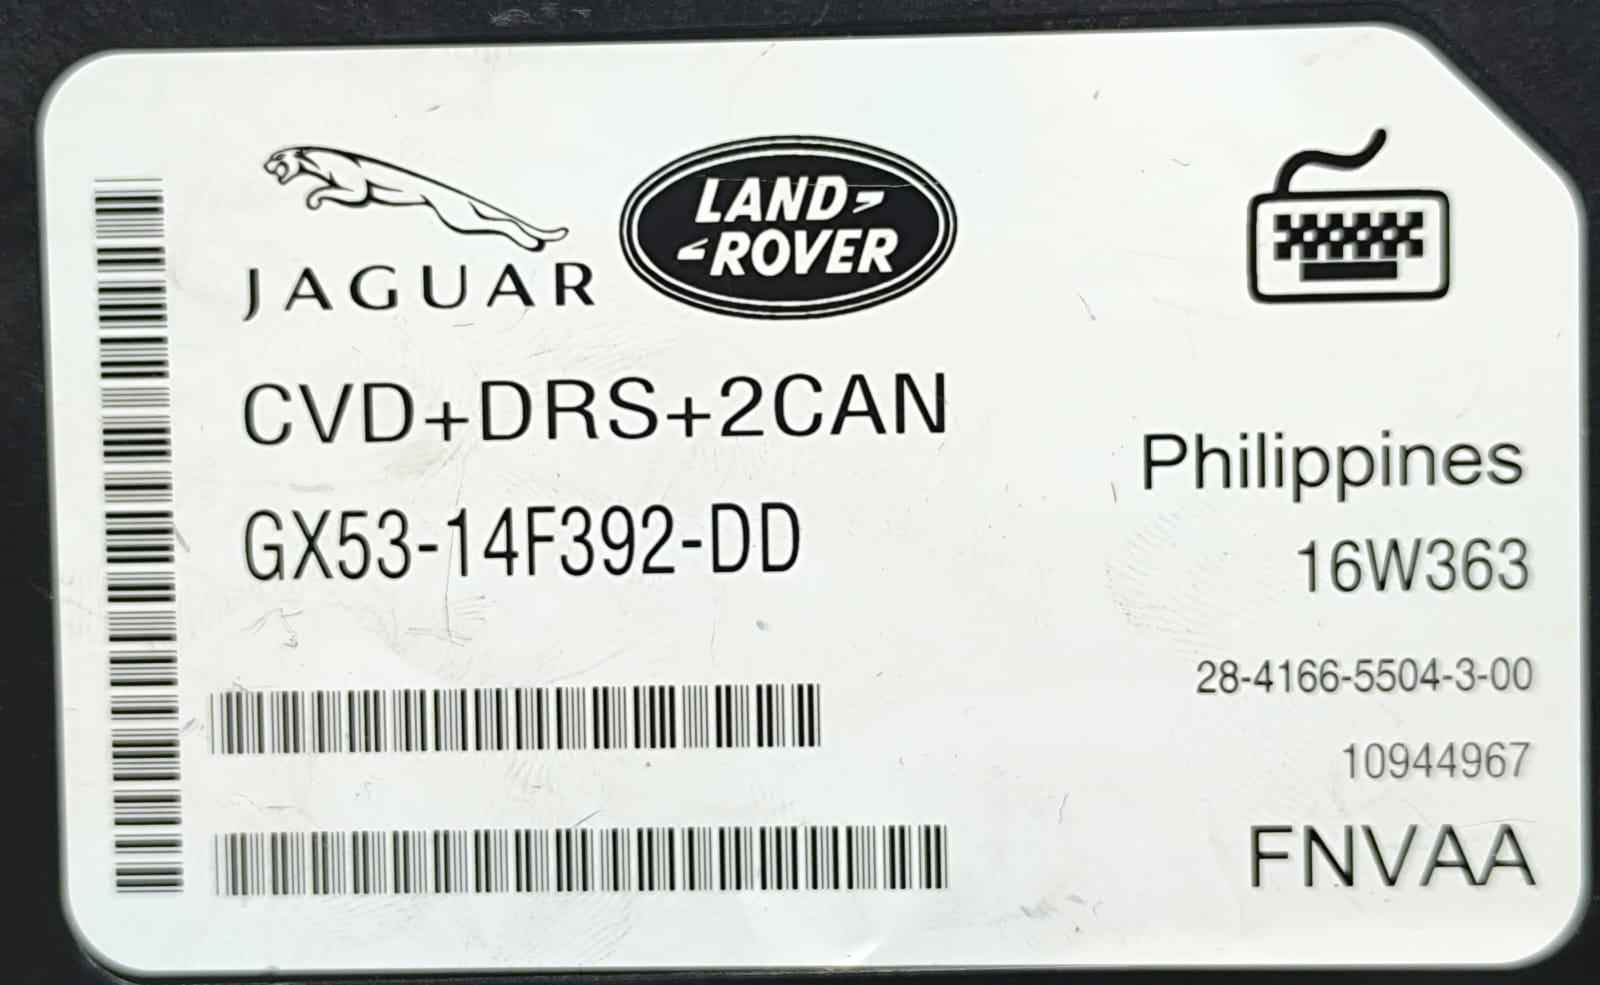 JAGUAR
LAND
ROVER
CVD+DRS+2CAN
GX53-14F392-DD
Philippines
16W363
28-4166-5504-3-00
10944967
FNVAA